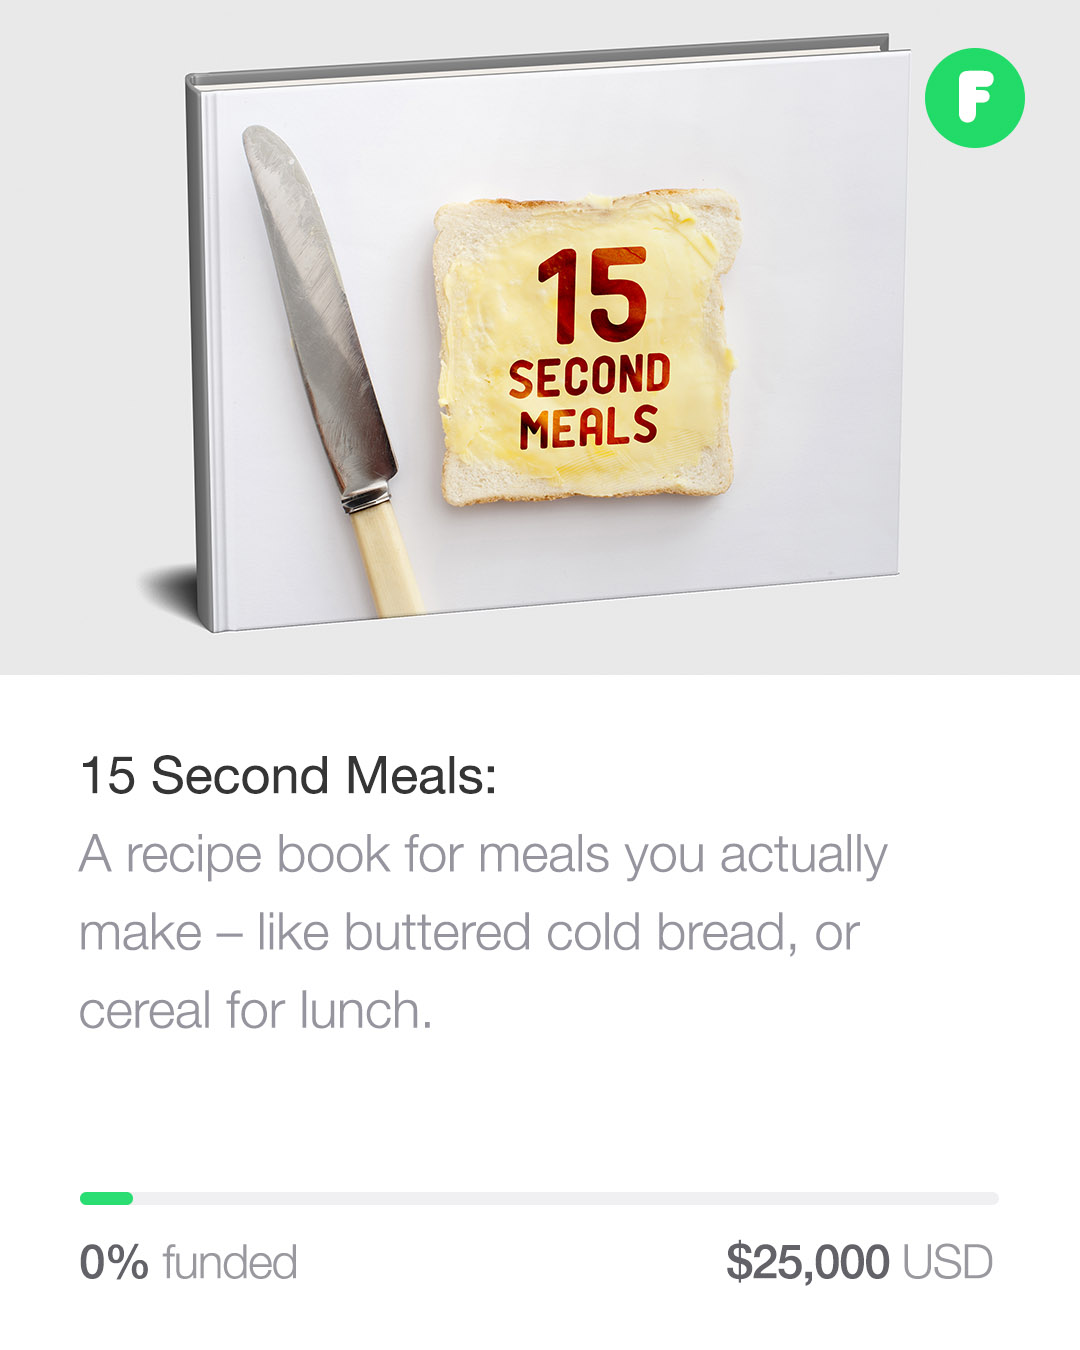 F
15
SECOND
MEALS
15 Second Meals:
A recipe book for meals you actually
make – like buttered cold bread, or
cereal for lunch.
0% funded
$25,000 USD